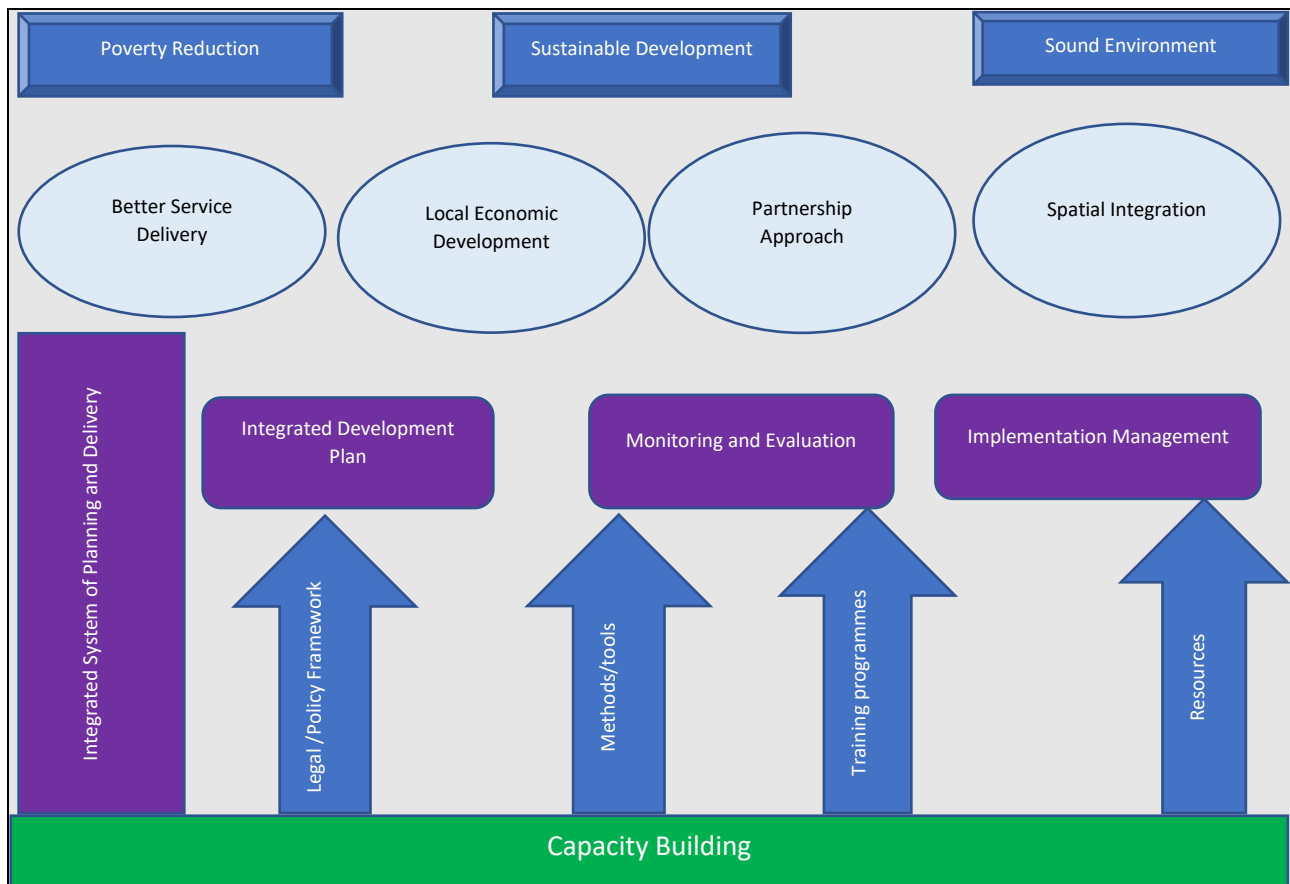 Poverty Reduction
Sustainable Development
Sound Environment
Better Service
Delivery
Local Economic
Development
Partnership
Approach
Spatial Integration
Integrated System of Planning and Delivery
Integrated Development
Plan
Monitoring and Evaluation
Implementation Management
Legal /Policy Framework
Methods/tools
Training programmes
Resources
Capacity Building